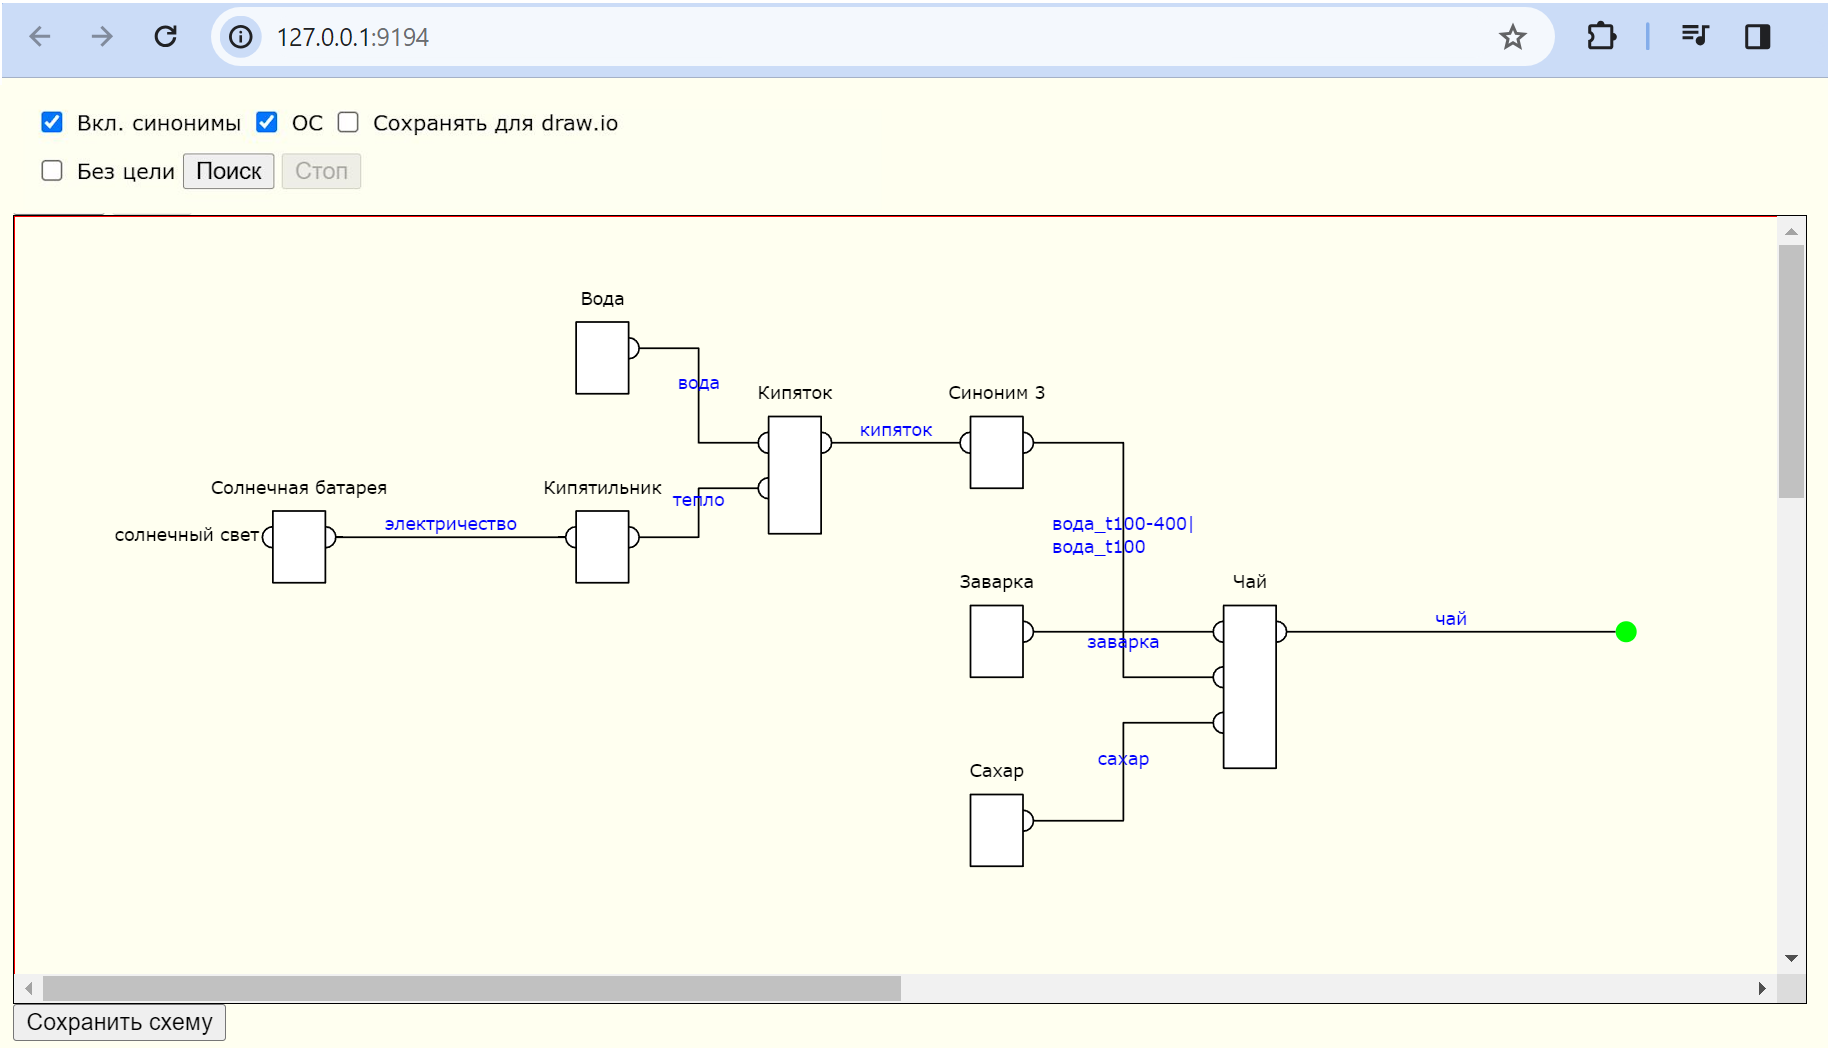 127.0.0.1:9194
Вкл. синонимы ОС Сохранять для draw.io
Без цели Поиск Стоп
Вода
вода
Кипяток
Синоним 3
кипяток
Солнечная батарея
Кипятильник
тепло
солнечный свет
электричество
вода_t100-400|
вода_t100
Заварка
Чай
заварка
чай
Сахар
сахар
Сохранить схему